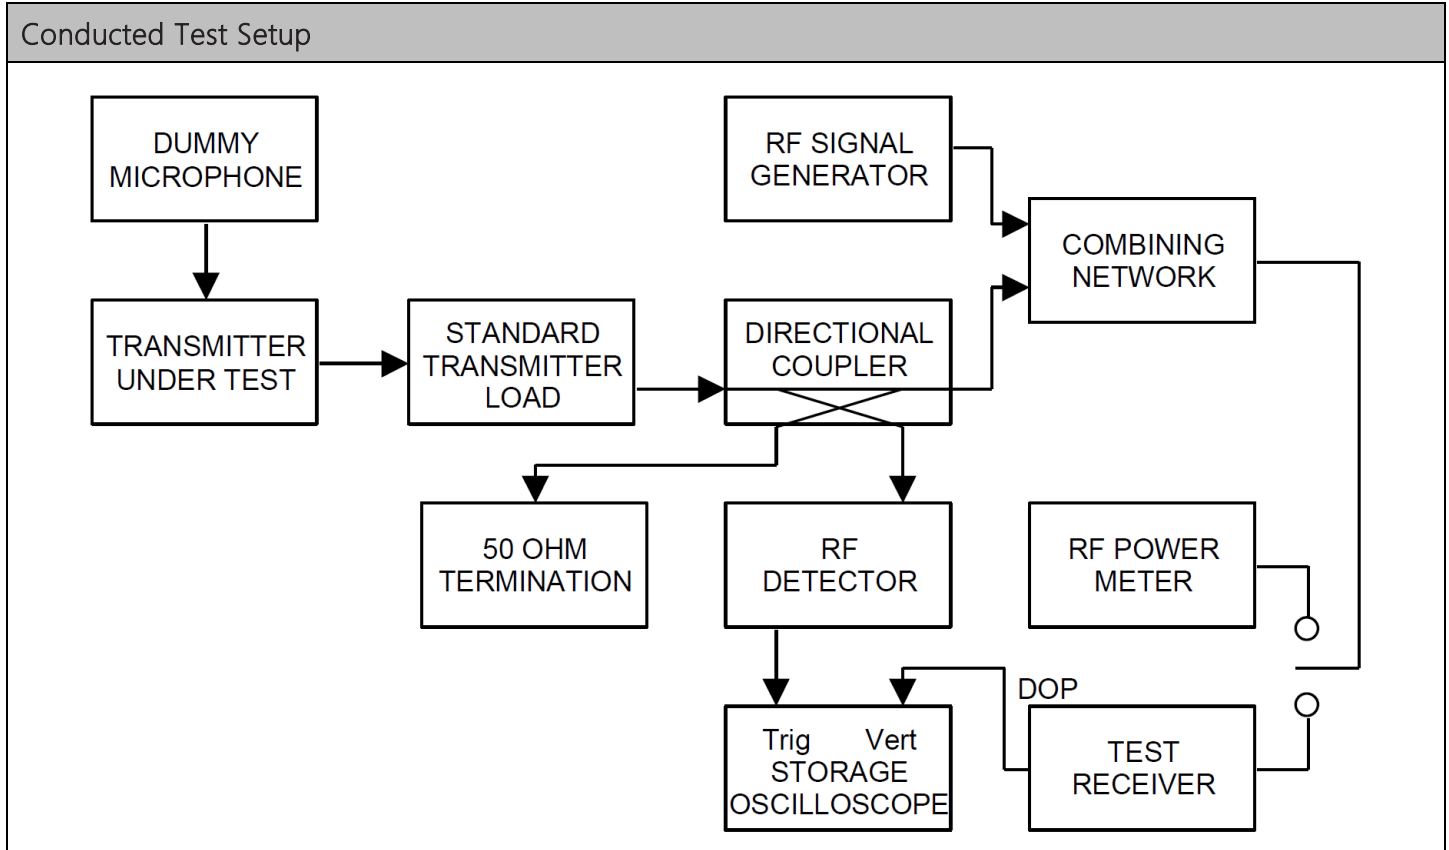 Conducted Test Setup
DUMMY
MICROPHONE
RF SIGNAL
GENERATOR
COMBINING
NETWORK
TRANSMITTER
UNDER TEST
STANDARD
TRANSMITTER
LOAD
DIRECTIONAL
COUPLER
50 OHM
TERMINATION
RF
DETECTOR
RF POWER
METER
DOP
Trig Vert
STORAGE
OSCILLOSCOPE
TEST
RECEIVER